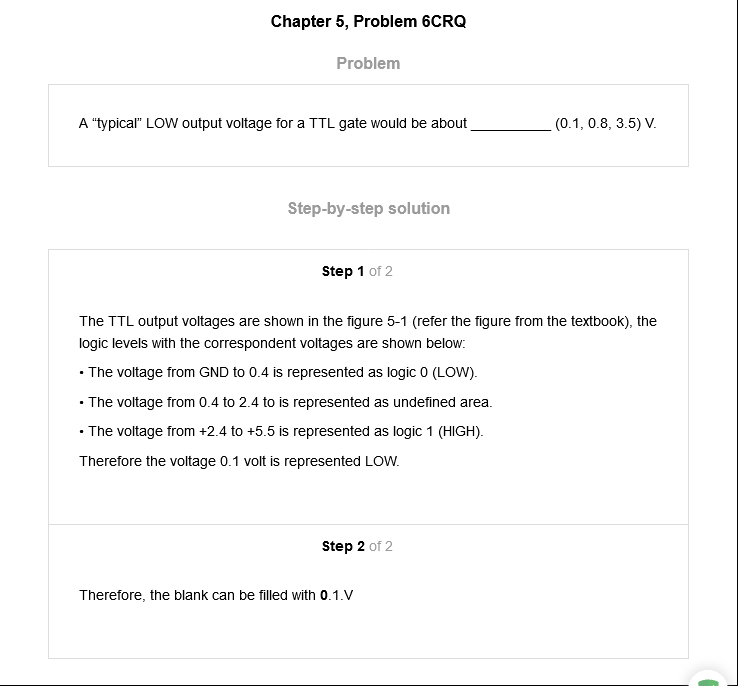 Chapter 5, Problem 6CRQ
Problem
A “typical” LOW output voltage for a TTL gate would be about __________ (0.1, 0.8, 3.5) V.
Step-by-step solution
Step 1 of 2
The TTL output voltages are shown in the figure 5-1 (refer the figure from the textbook), the
logic levels with the correspondent voltages are shown below:
• The voltage from GND to 0.4 is represented as logic 0 (LOW).
• The voltage from 0.4 to 2.4 to is represented as undefined area.
• The voltage from +2.4 to +5.5 is represented as logic 1 (HIGH).
Therefore the voltage 0.1 volt is represented LOW.
Step 2 of 2
Therefore, the blank can be filled with 0.1.V